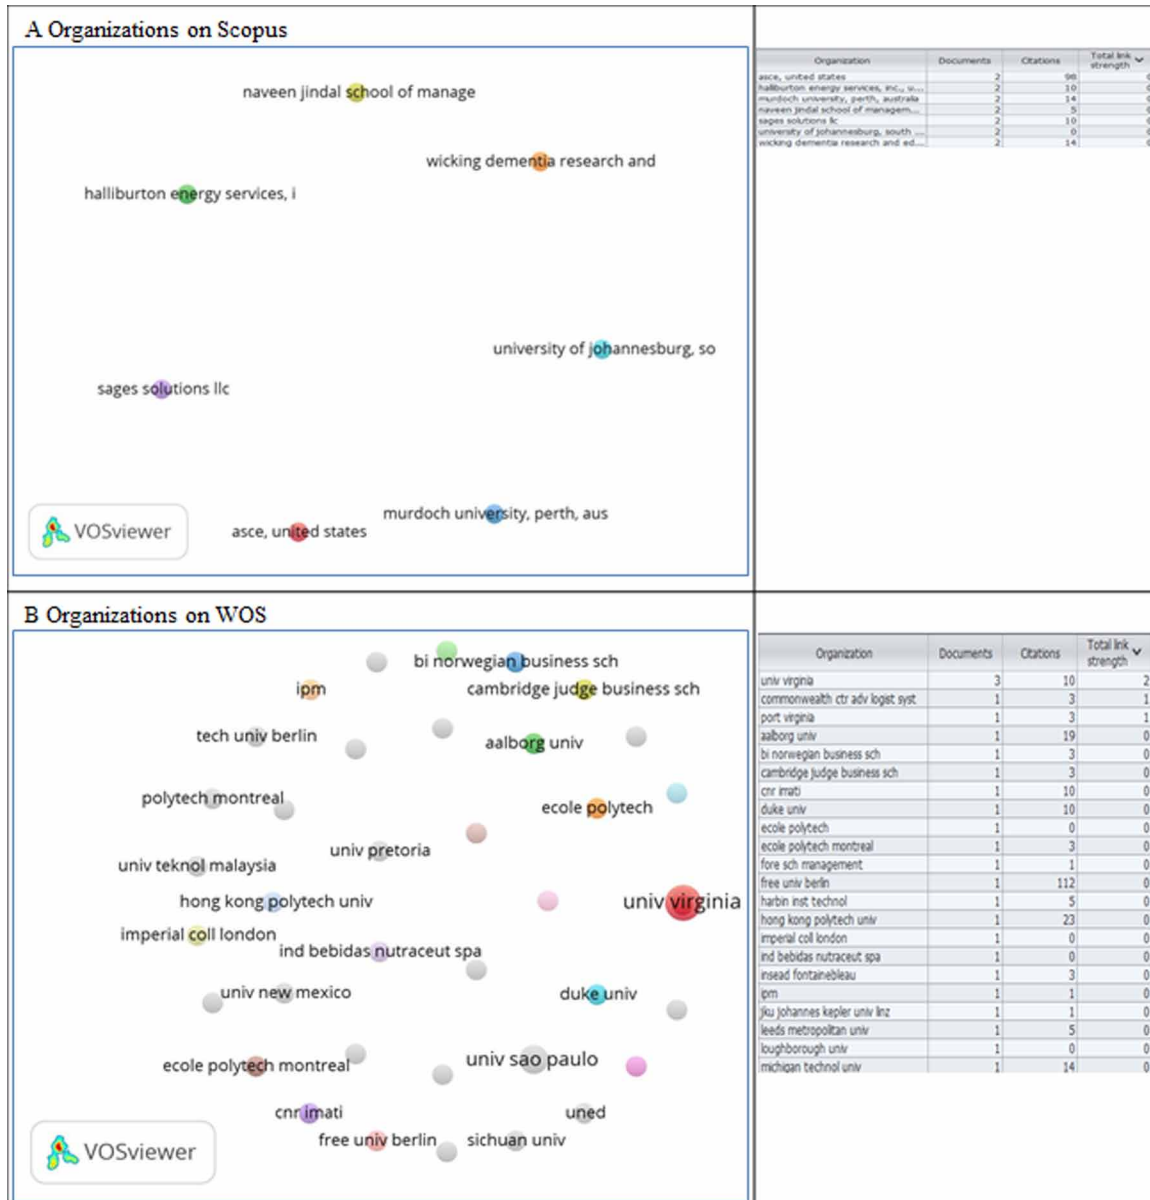 A Organizations on Scopus
naveen jindal school of manage
wicking dementia research and
halliburton energy services, i
university of johannesburg, so
sages solutions llc
murdoch university, perth, aus
asce, united states
VOSviewer
Organization Documents Citations Total link strength
asce, united states 2 98 0
halliburton energy services, inc., u... 2 10 0
murdoch university, perth, australia 2 14 0
naveen jindal school of managem... 2 5 0
sages solutions llc 2 10 0
university of johannesburg, south ... 2 0 0
wicking dementia research and ed... 2 14 0
B Organizations on WOS
bi norwegian business sch
ipm
cambridge judge business sch
tech univ berlin
aalborg univ
polytech montreal
ecole polytech
univ pretoria
univ teknol malaysia
hong kong polytech univ
univ virginia
imperial coll london
ind bebidas nutraceut spa
univ new mexico
duke univ
ecole polytech montreal
univ sao paulo
cnr imati
uned
free univ berlin
sichuan univ
VOSviewer
Organization Documents Citations Total link strength
univ virginia 3 10 2
commonwealth ctr adv logist syst 1 3 1
port virginia 1 3 1
aalborg univ 1 19 0
bi norwegian business sch 1 3 0
cambridge judge business sch 1 3 0
cnr imati 1 10 0
duke univ 1 10 0
ecole polytech 1 0 0
ecole polytech montreal 1 3 0
fore sch management 1 1 0
free univ berlin 1 112 0
harbin inst technol 1 5 0
hong kong polytech univ 1 23 0
imperial coll london 1 0 0
ind bebidas nutraceut spa 1 0 0
insead fontainebleau 1 3 0
ipm 1 1 0
jku johannes kepler univ linz 1 1 0
leeds metropolitan univ 1 5 0
loughborough univ 1 0 0
michigan technol univ 1 14 0